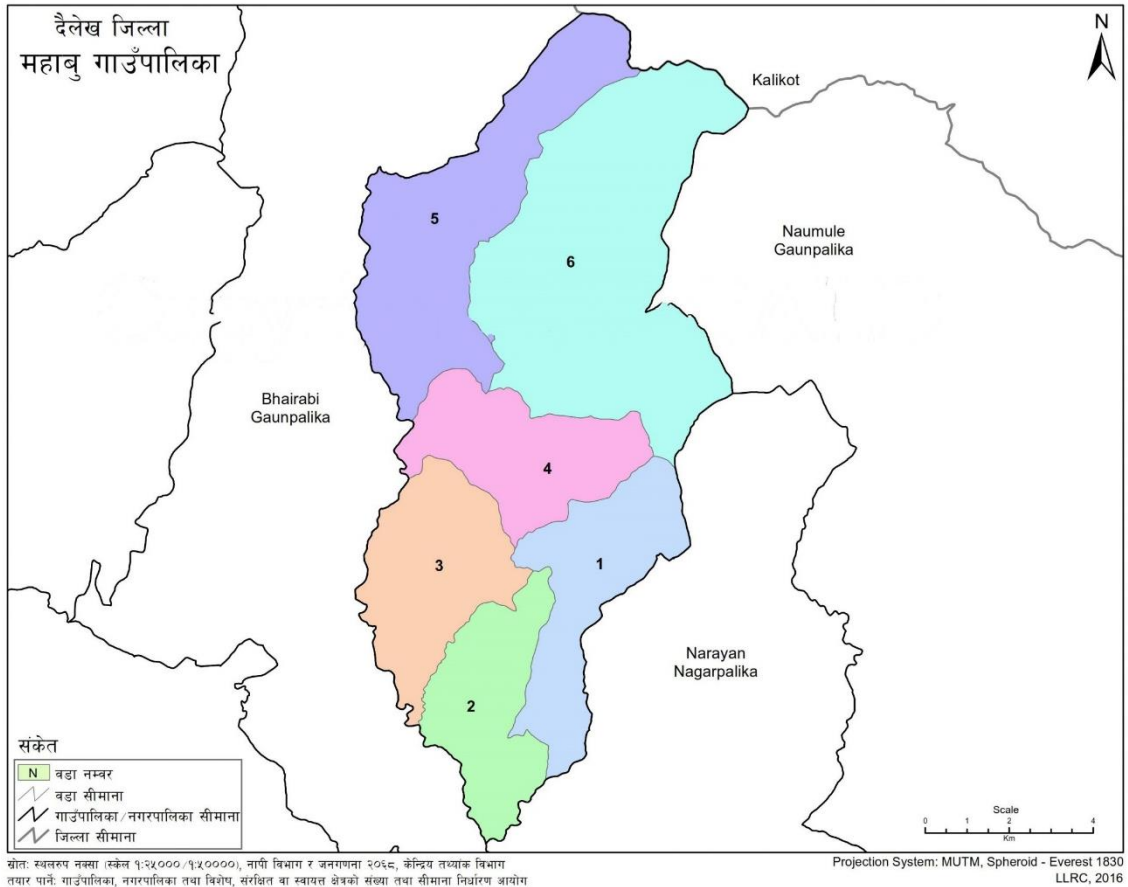 दैलेख जिल्ला
महाबु गाउँपालिका
N
Kalikot
5
6
Naumule
Gaunpalika
Bhairabi
Gaunpalika
4
3
1
Narayan
Nagarpalika
2
संकेत
N वडा नम्वर
वडा सीमाना
गाउँपालिका/नगरपालिका सीमाना
जिल्ला सीमाना
Scale
0 1 2 4
Km
स्रोत: स्थलरुप नक्सा (स्केल १:२५००० /१:५००००), नापी विभाग र जनगणना २०६८, केन्द्रिय तथ्यांक विभाग
तयार पार्ने: गाउँपालिका, नगरपालिका तथा विशेष, संरक्षित वा स्वायत्त क्षेत्रको संख्या तथा सीमाना निर्धारण आयोग
Projection System: MUTM, Spheroid - Everest 1830
LLRC, 2016